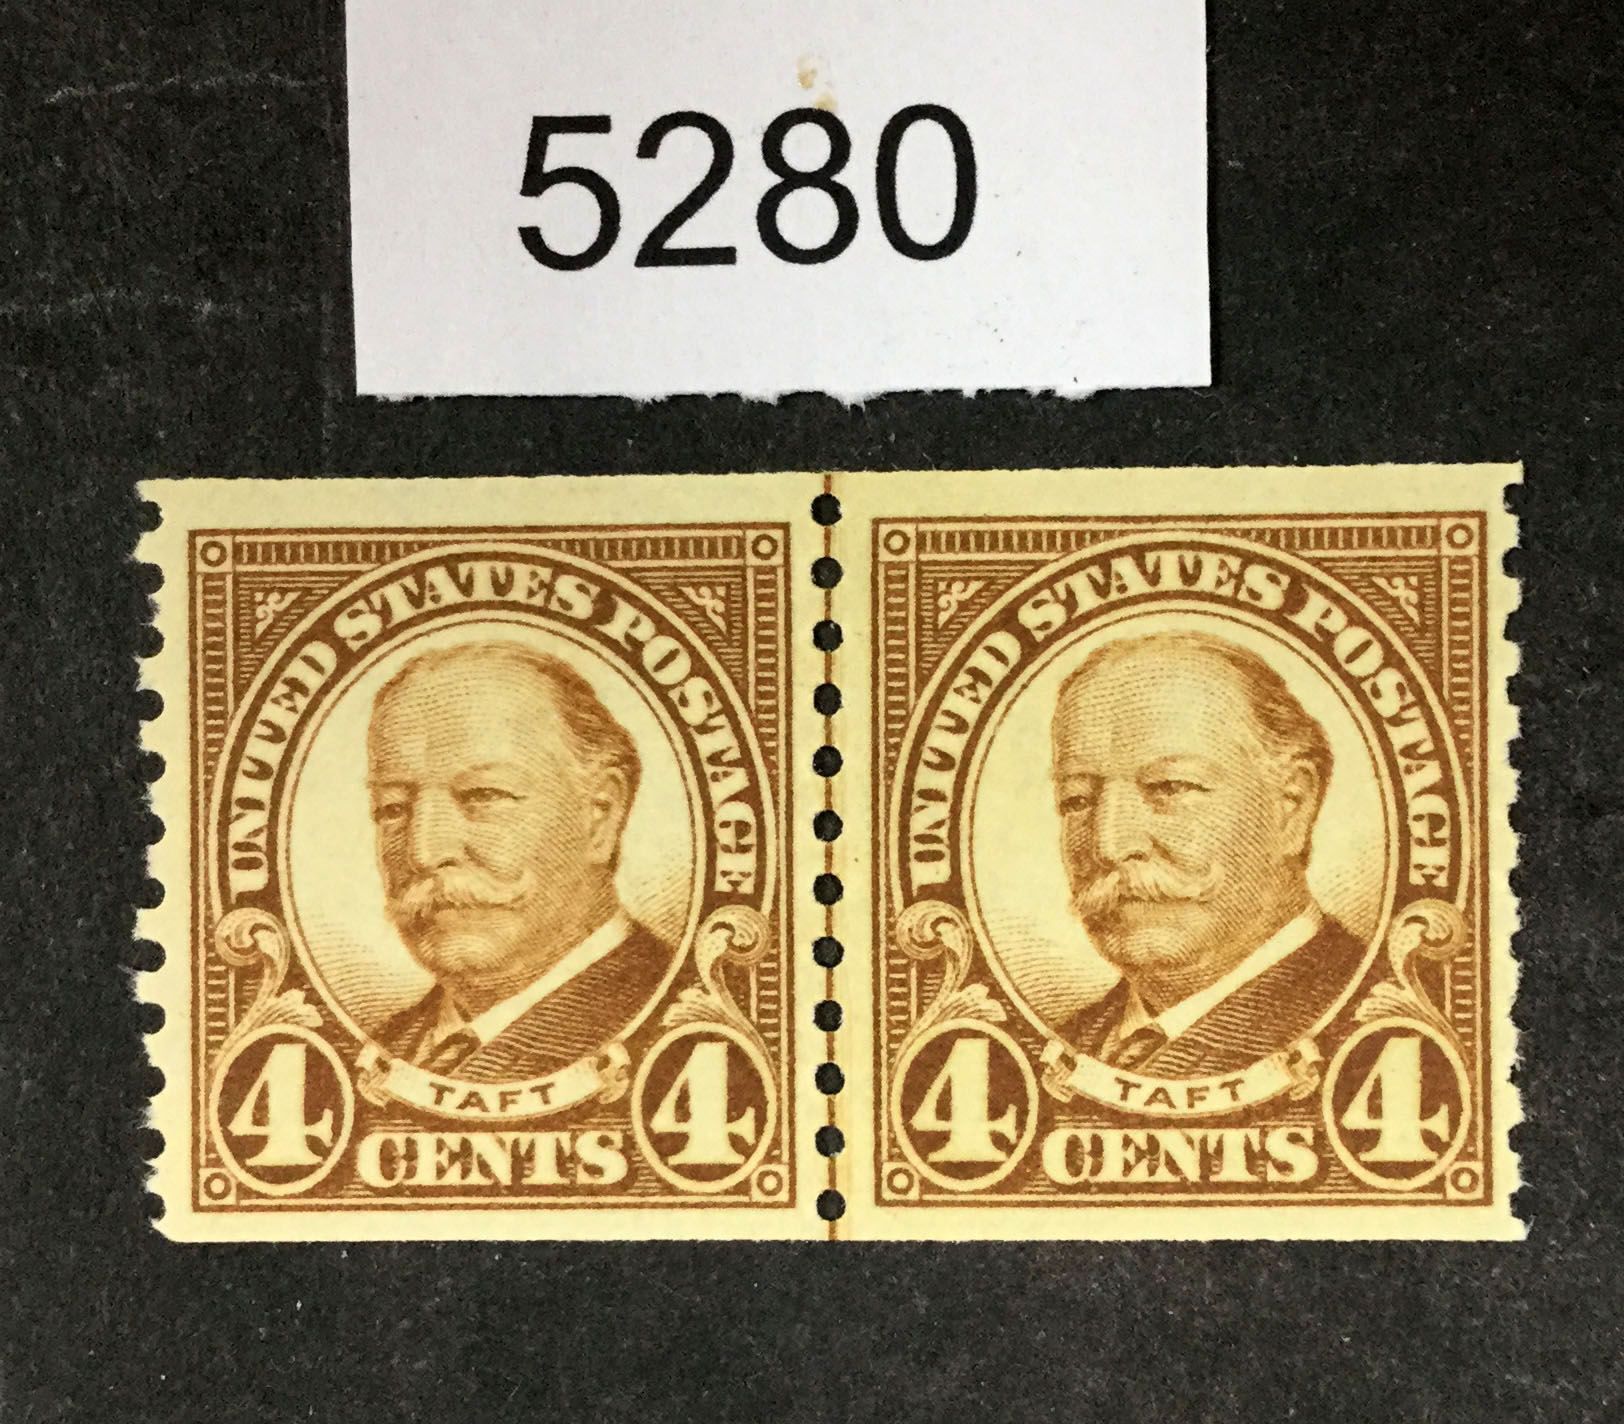 5280
UNITED STATES POSTAGE
TAFT
4 CENTS 4
UNITED STATES POSTAGE
TAFT
4 CENTS 4